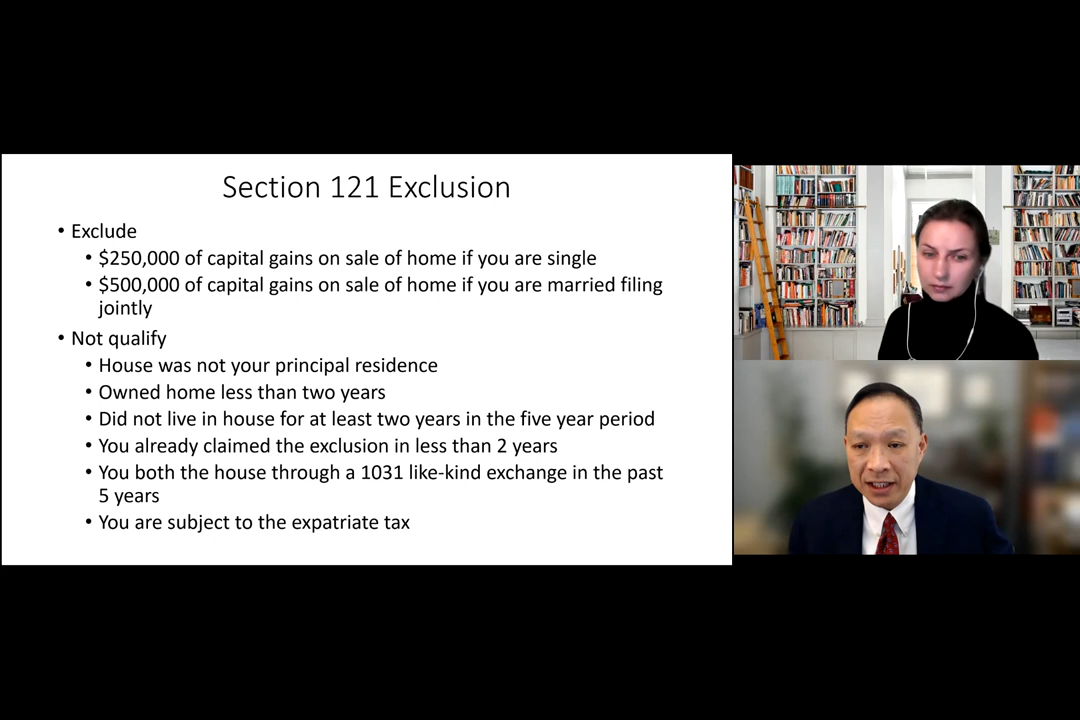 Section 121 Exclusion
• Exclude
• $250,000 of capital gains on sale of home if you are single
• $500,000 of capital gains on sale of home if you are married filing
jointly
• Not qualify
• House was not your principal residence
• Owned home less than two years
• Did not live in house for at least two years in the five year period
• You already claimed the exclusion in less than 2 years
• You both the house through a 1031 like-kind exchange in the past
5 years
• You are subject to the expatriate tax